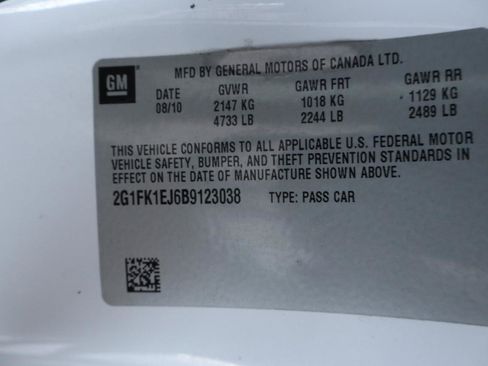 GM
MFD BY GENERAL MOTORS OF CANADA LTD.
DATE GVWR GAWR FRT GAWR RR
08/10 2147 KG 1018 KG 1129 KG
4733 LB 2244 LB 2489 LB
THIS VEHICLE CONFORMS TO ALL APPLICABLE U.S. FEDERAL MOTOR
VEHICLE SAFETY, BUMPER, AND THEFT PREVENTION STANDARDS IN
EFFECT ON THE DATE OF MANUFACTURE SHOWN ABOVE.
2G1FK1EJ6B9123038 TYPE: PASS CAR